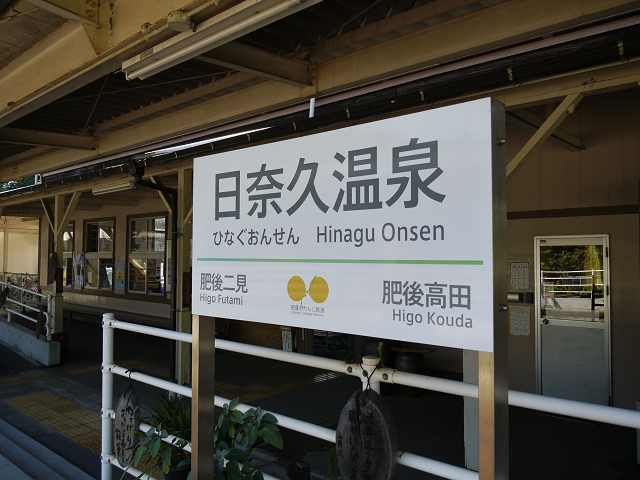 日奈久温泉
ひなぐおんせん Hinagu Onsen
肥後二見
Higo Futami
肥後高田
Higo Kouda